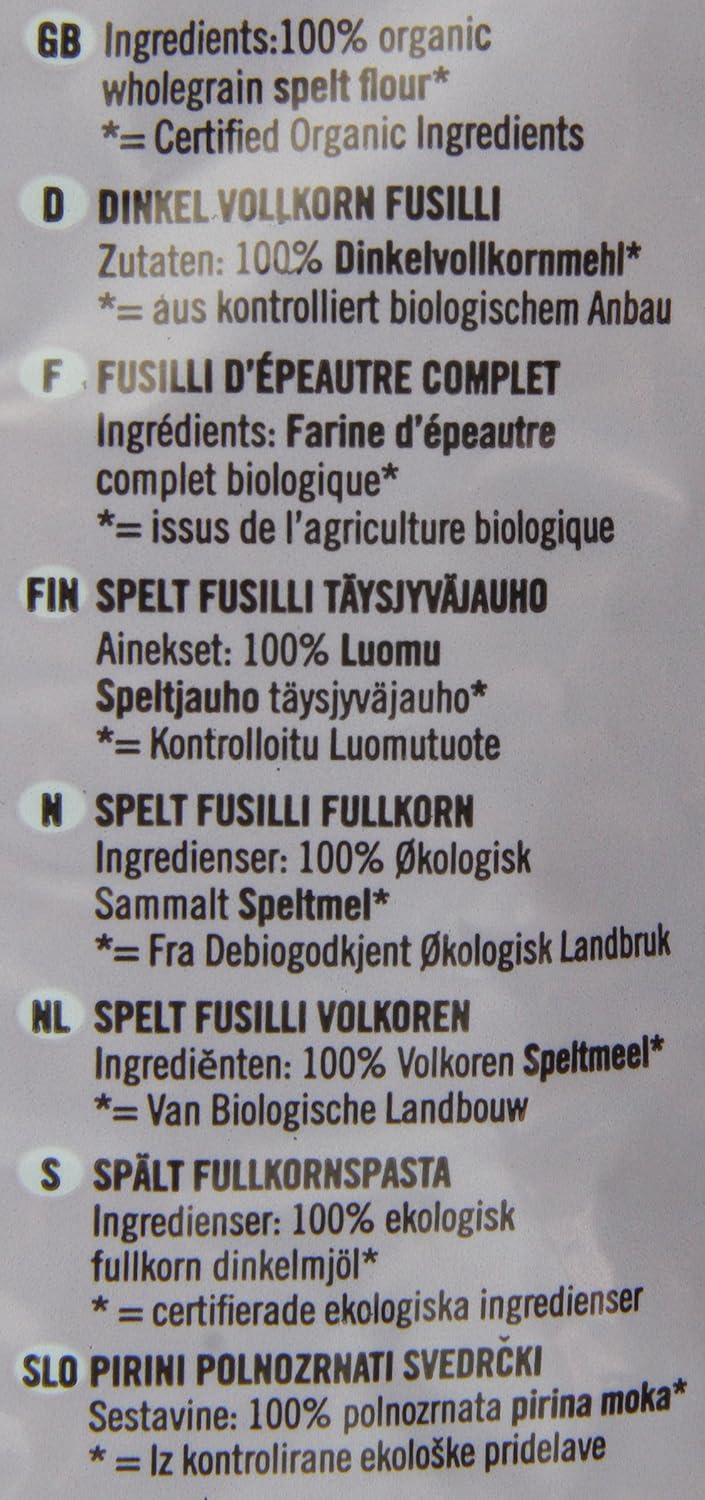 GB Ingredients:100% organic
wholegrain spelt flour*
*= Certified Organic Ingredients
D DINKEL VOLLKORN FUSILLI
Zutaten: 100% Dinkelvollkornmehl*
*= aus kontrolliert biologischem Anbau
F FUSILLI D'ÉPEAUTRE COMPLET
Ingrédients: Farine d'épeautre
complet biologique*
*= issus de l'agriculture biologique
FIN SPELT FUSILLI TÄYSJYVÄJAUHO
Ainekset: 100% Luomu
Speltjauho täysjyväjauho*
*= Kontrolloitu Luomutuote
N SPELT FUSILLI FULLKORN
Ingredienser: 100% Økologisk
Sammalt Speltmel*
*= Fra Debiogodkjent Økologisk Landbruk
NL SPELT FUSILLI VOLKOREN
Ingrediënten: 100% Volkoren Speltmeel*
*= Van Biologische Landbouw
S SPÄLT FULLKORNSPASTA
Ingredienser: 100% ekologisk
fullkorn dinkelmjöl*
* = certifierade ekologiska ingredienser
SLO PIRINI POLNOZRNATI SVEDRČKI
Sestavine: 100% polnozrnata pirina moka*
* = Iz kontrolirane ekološke pridelave